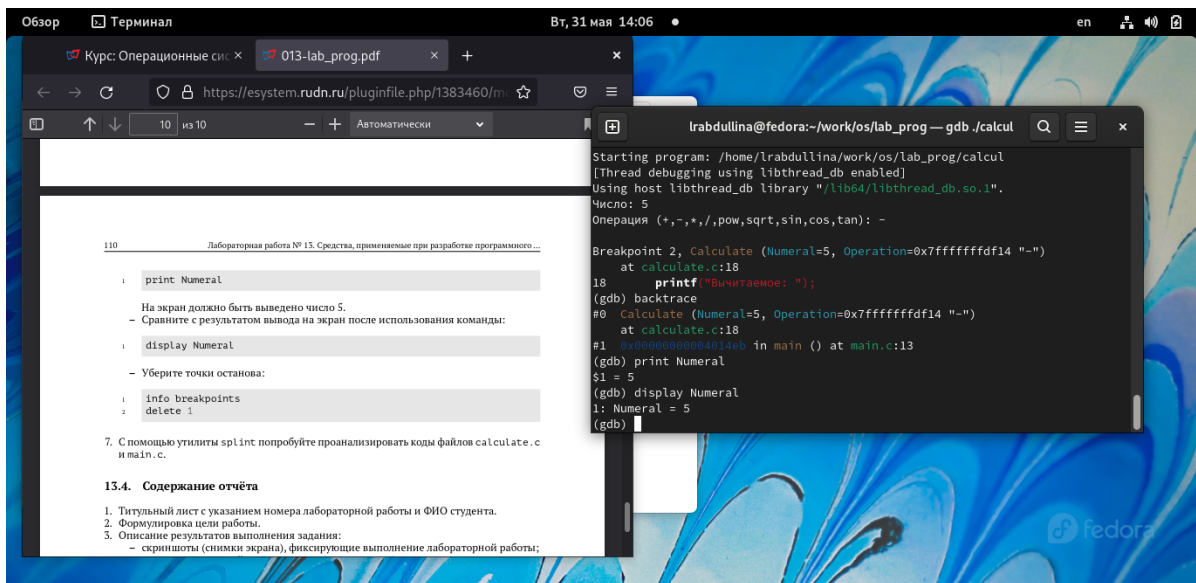 Обзор Терминал Вт, 31 мая 14:06 en
Курс: Операционные сис × 013-lab_prog.pdf × + ×
https://esystem.rudn.ru/pluginfile.php/1383460/m
10 из 10 − + Автоматически
110 Лабораторная работа № 13. Средства, применяемые при разработке программного ...
1 print Numeral
На экран должно быть выведено число 5.
– Сравните с результатом вывода на экран после использования команды:
1 display Numeral
– Уберите точки останова:
1 info breakpoints
2 delete 1
7. С помощью утилиты splint попробуйте проанализировать коды файлов calculate.c
и main.c.
13.4. Содержание отчёта
1. Титульный лист с указанием номера лабораторной работы и ФИО студента.
2. Формулировка цели работы.
3. Описание результатов выполнения задания:
– скриншоты (снимки экрана), фиксирующие выполнение лабораторной работы;
lrabdullina@fedora:~/work/os/lab_prog — gdb ./calcul ×
Starting program: /home/lrabdullina/work/os/lab_prog/calcul
[Thread debugging using libthread_db enabled]
Using host libthread_db library "/lib64/libthread_db.so.1".
Число: 5
Операция (+,-,*,/,pow,sqrt,sin,cos,tan): -
Breakpoint 2, Calculate (Numeral=5, Operation=0x7fffffffdf14 "-")
at calculate.c:18
18 printf("Вычитаемое: ");
(gdb) backtrace
#0 Calculate (Numeral=5, Operation=0x7fffffffdf14 "-")
at calculate.c:18
#1 0x00000000004014eb in main () at main.c:13
(gdb) print Numeral
$1 = 5
(gdb) display Numeral
1: Numeral = 5
(gdb)
fedora